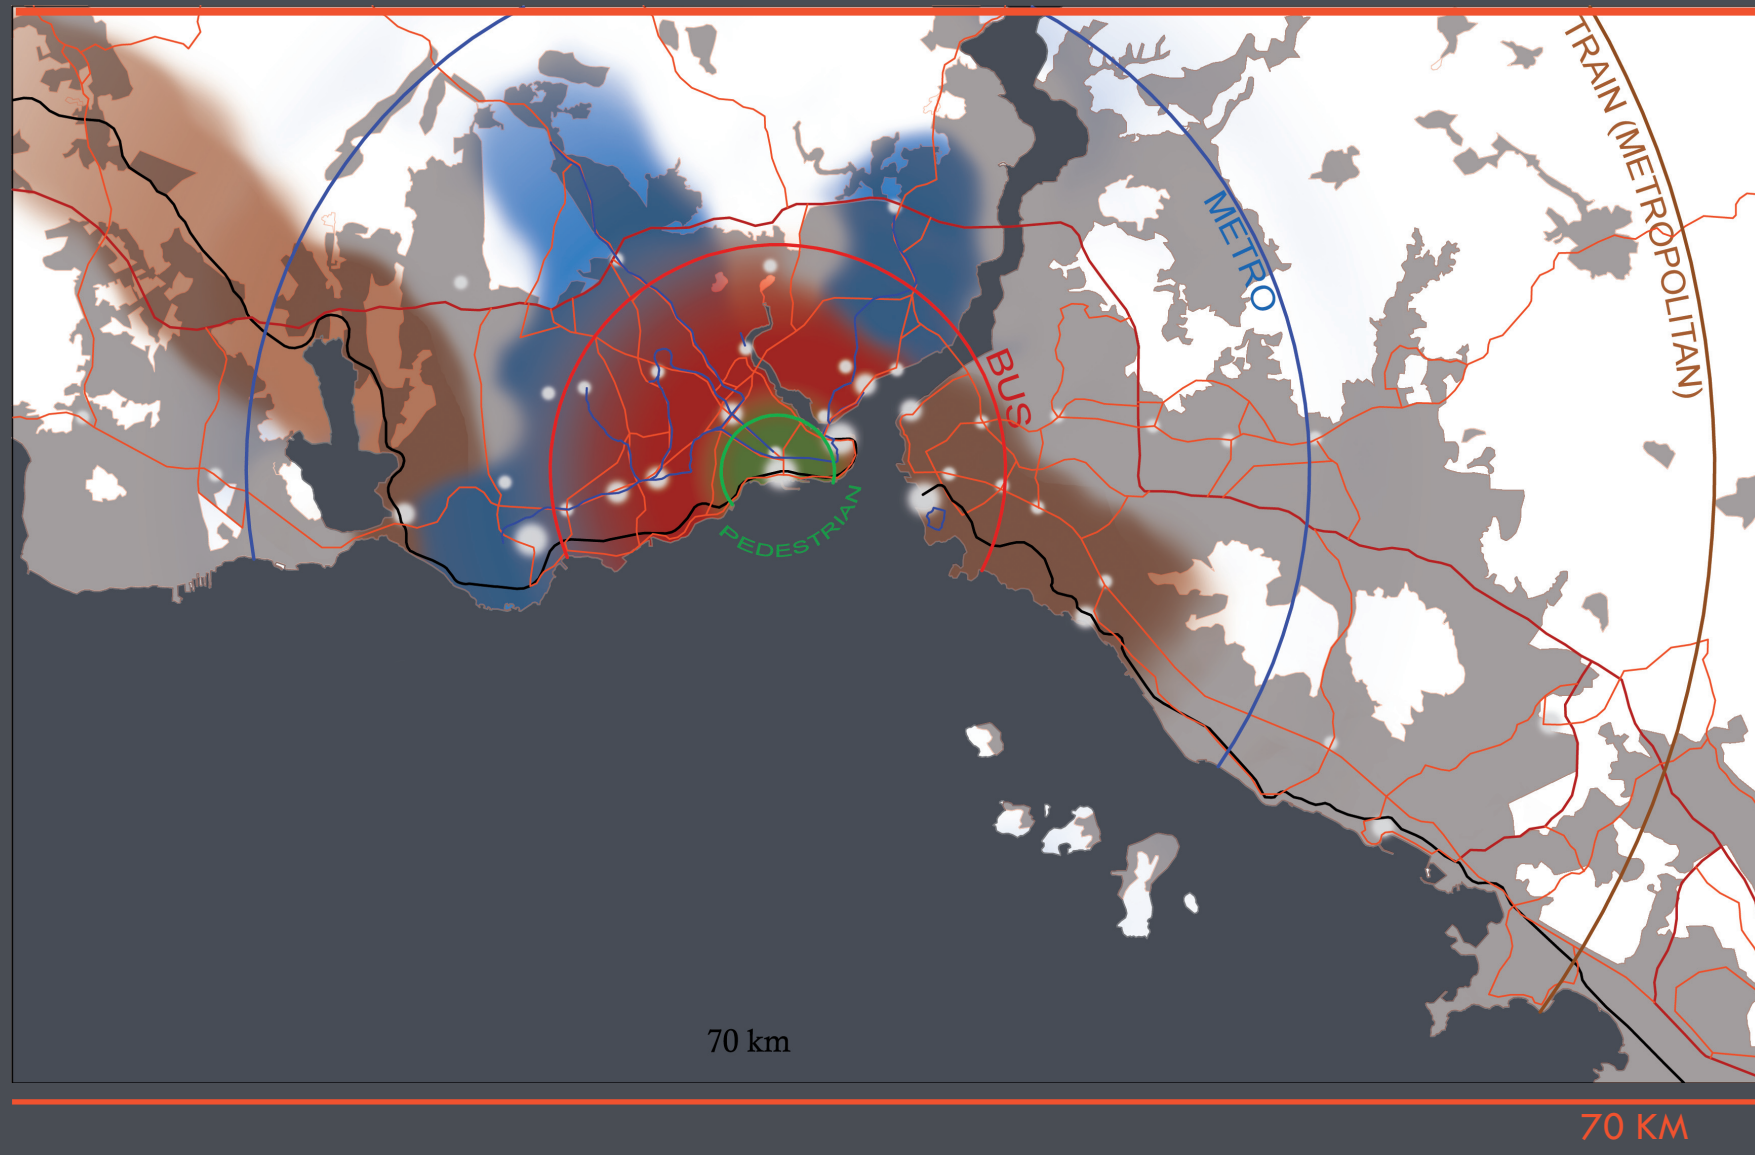 TRAIN (METROPOLITAN)
METRO
BUS
PEDESTRIAN
70 km
70 KM